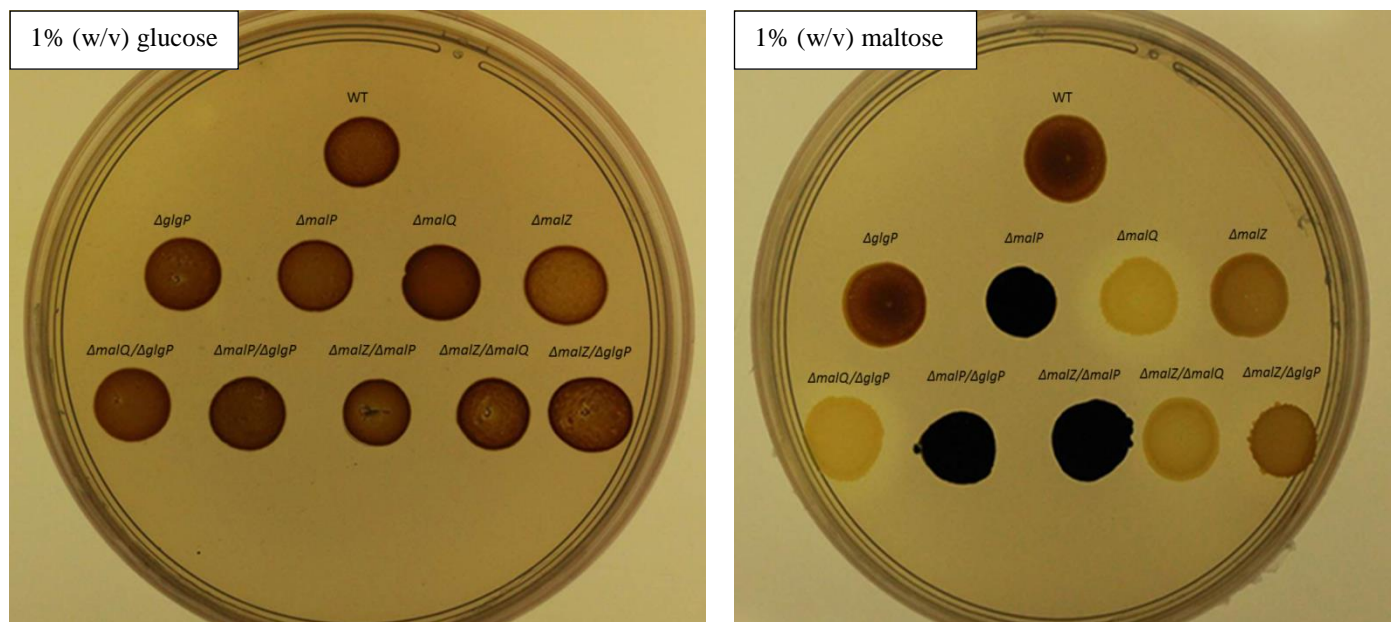 1% (w/v) glucose
WT
ΔglgP ΔmalP ΔmalQ ΔmalZ
ΔmalQ/ΔglgP ΔmalP/ΔglgP ΔmalZ/ΔmalP ΔmalZ/ΔmalQ ΔmalZ/ΔglgP
1% (w/v) maltose
WT
ΔglgP ΔmalP ΔmalQ ΔmalZ
ΔmalQ/ΔglgP ΔmalP/ΔglgP ΔmalZ/ΔmalP ΔmalZ/ΔmalQ ΔmalZ/ΔglgP